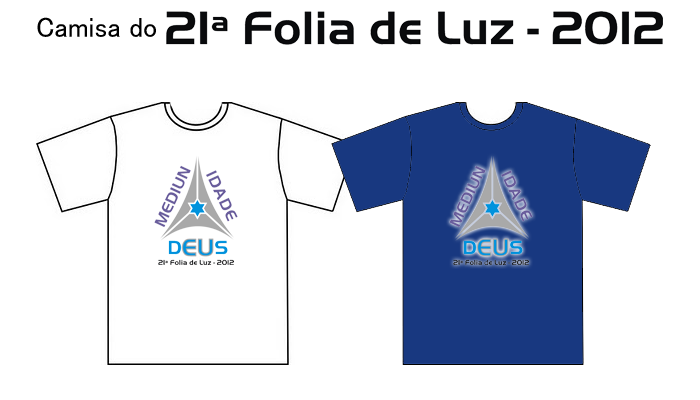 Camisa do 21ª Folia de Luz - 2012
MEDIUN IDADE
DEUS
21ª Folia de Luz - 2012
MEDIUN IDADE
DEUS
21ª Folia de Luz - 2012